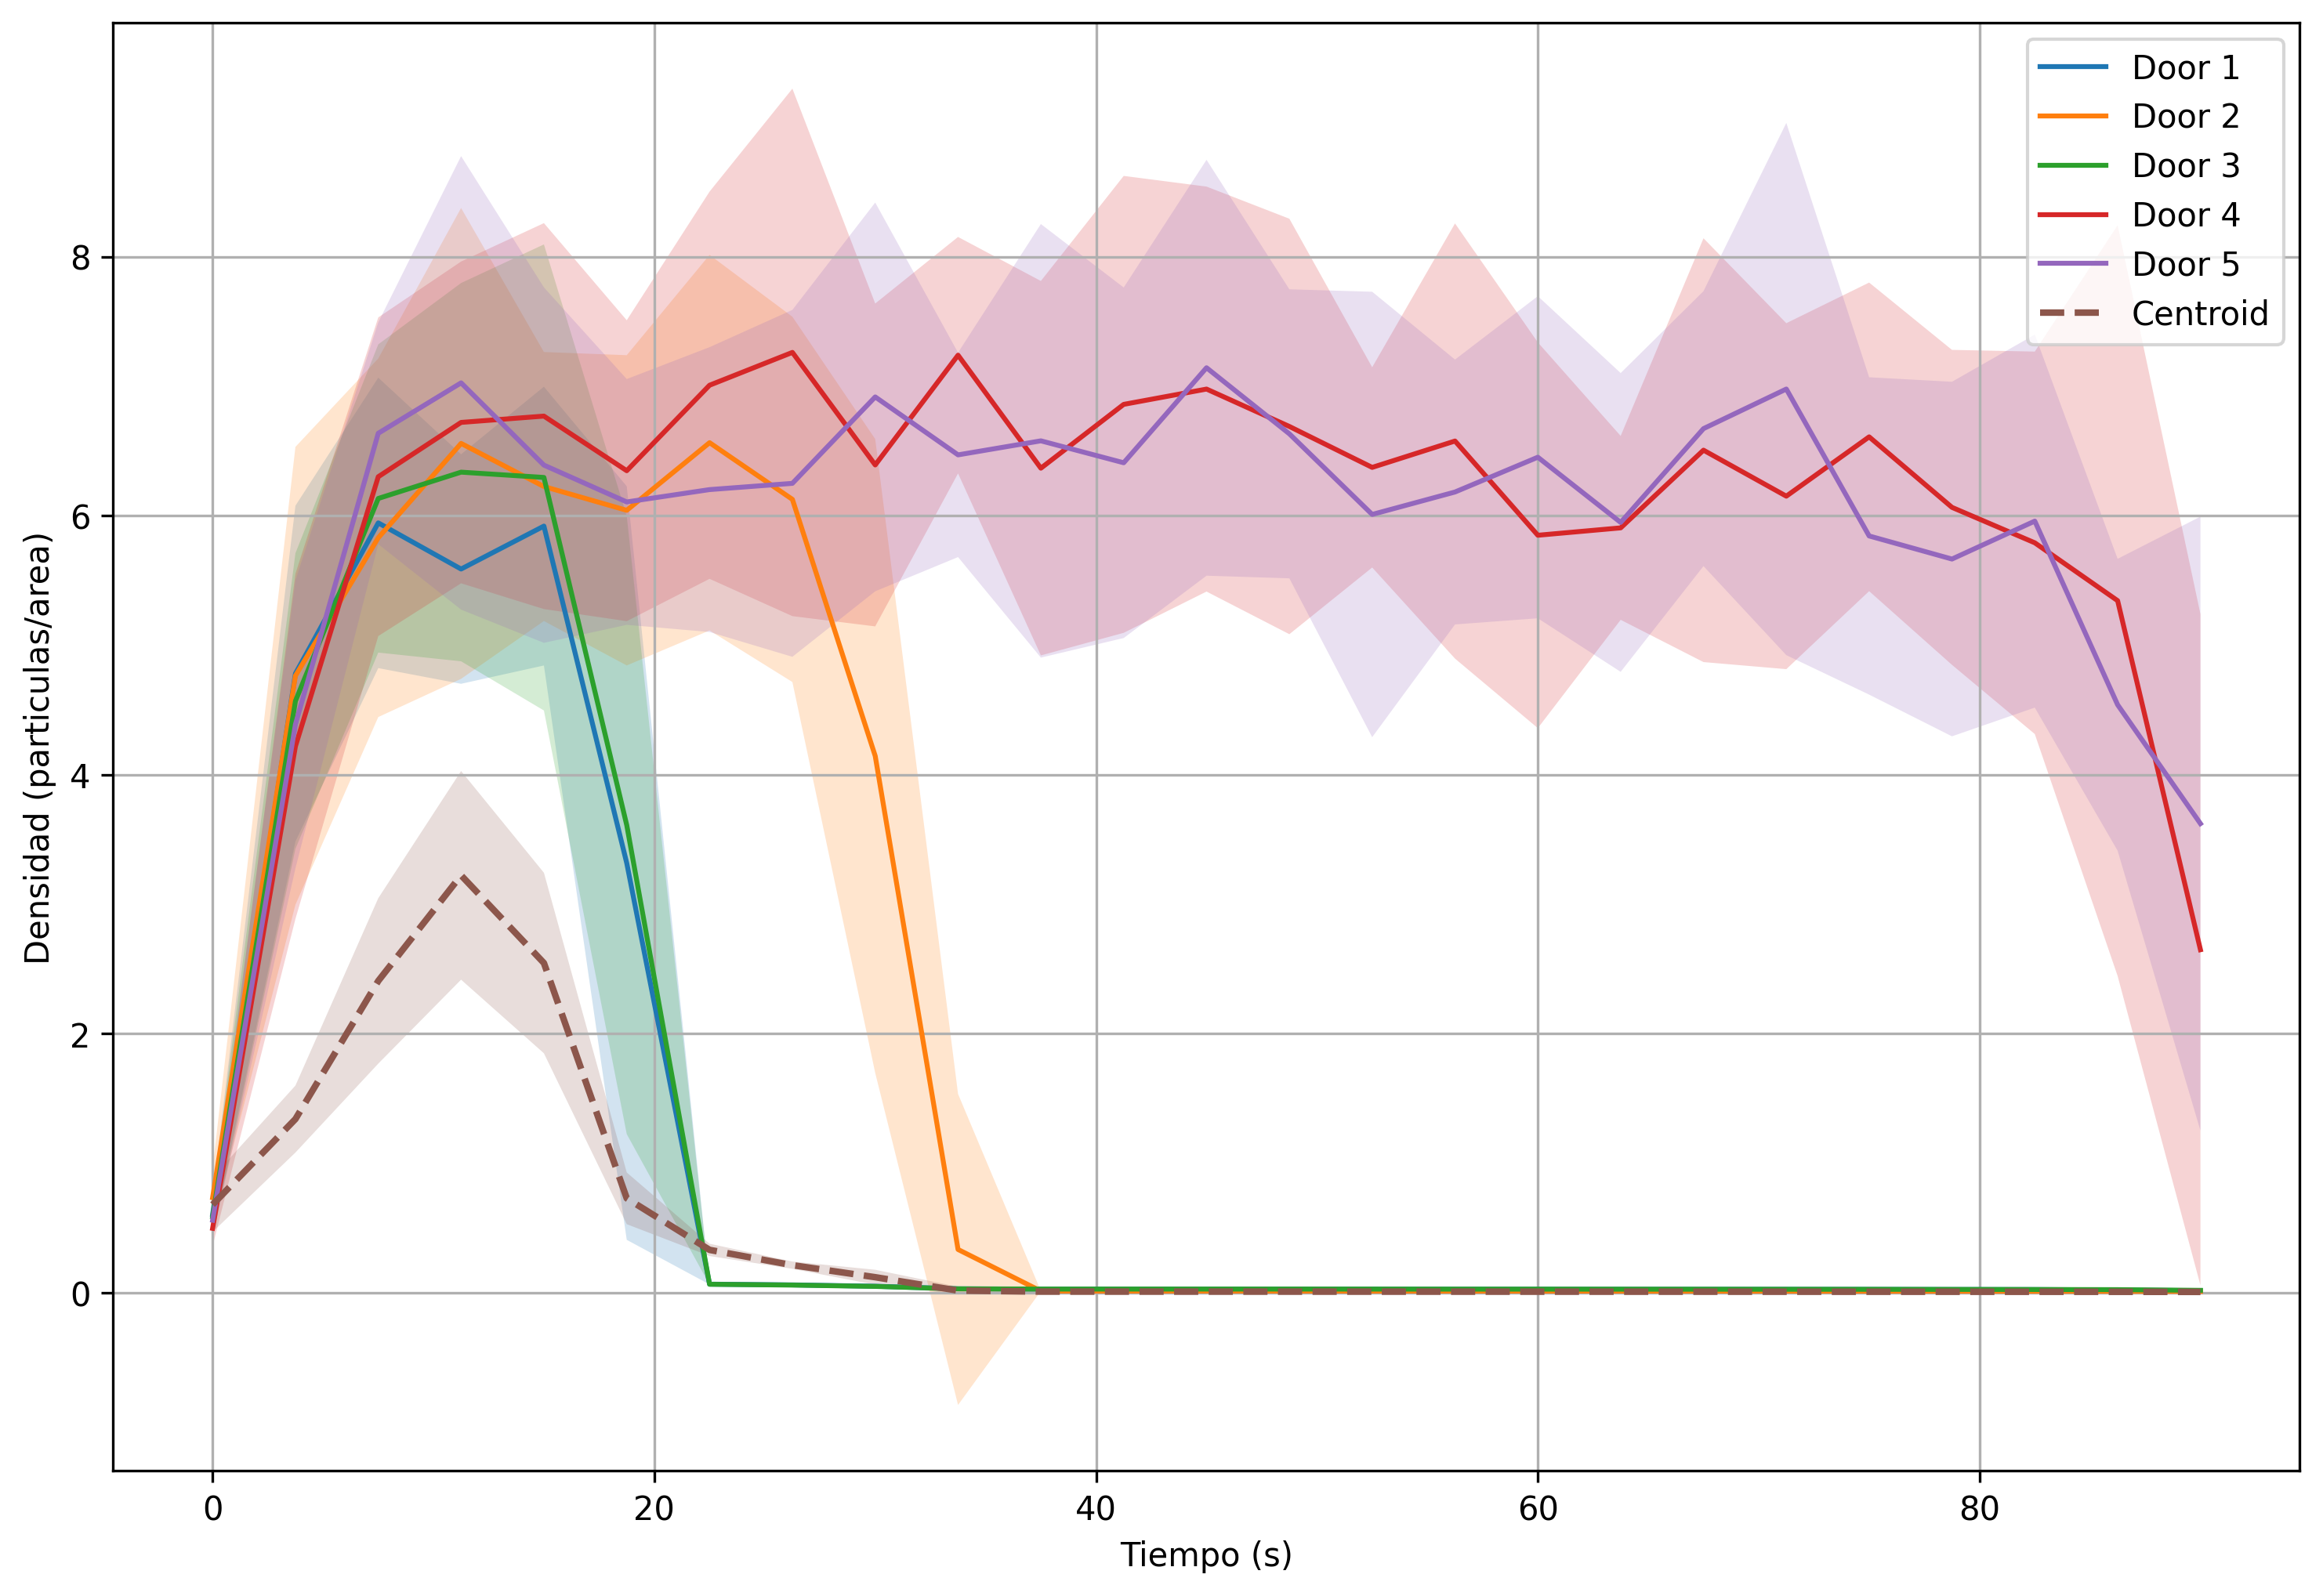 Door 1
Door 2
Door 3
Door 4
Door 5
Centroid
8
6
4
2
0
Densidad (particulas/area)
0 20 40 60 80
Tiempo (s)